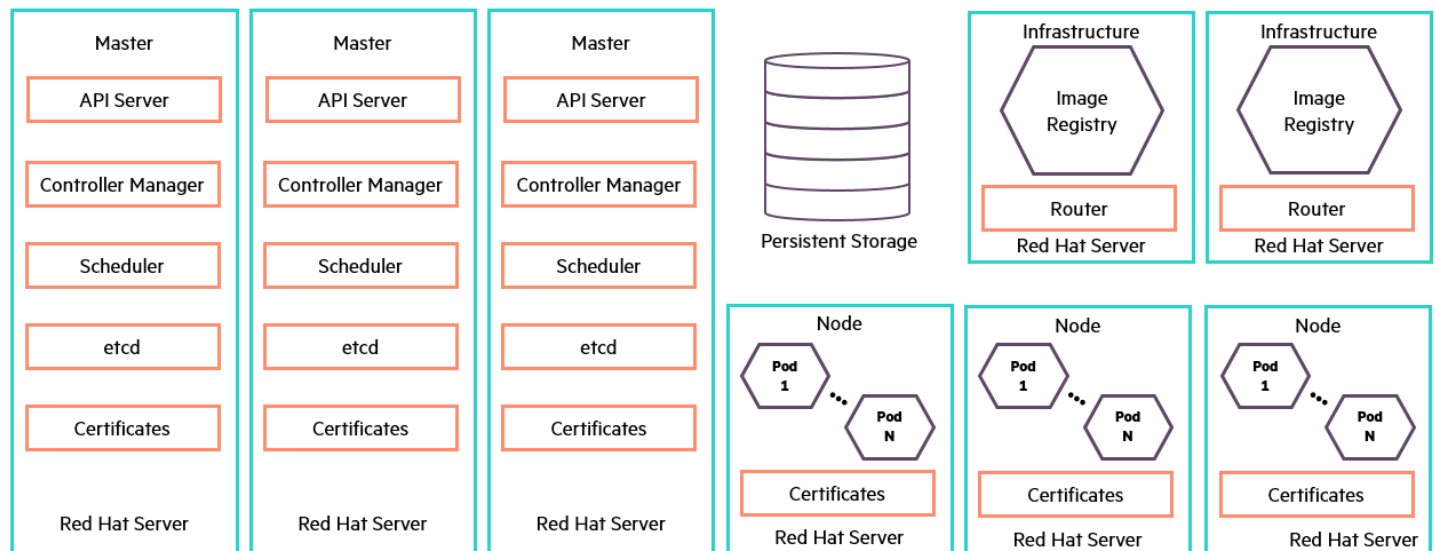 Master
API Server
Controller Manager
Scheduler
etcd
Certificates
Red Hat Server
Master
API Server
Controller Manager
Scheduler
etcd
Certificates
Red Hat Server
Master
API Server
Controller Manager
Scheduler
etcd
Certificates
Red Hat Server
Persistent Storage
Infrastructure
Image
Registry
Router
Red Hat Server
Infrastructure
Image
Registry
Router
Red Hat Server
Node
Pod
1
Pod
N
Certificates
Red Hat Server
Node
Pod
1
Pod
N
Certificates
Red Hat Server
Node
Pod
1
Pod
N
Certificates
Red Hat Server